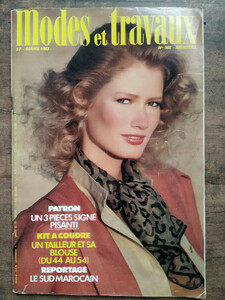 Modes et travaux
PATRON
UN 3 PIECES SIGNÉ
PISANTI
KIT A COUDRE
UN TAILLEUR ET SA
BLOUSE
(DU 44 AU 54)
REPORTAGE
LE SUD MAROCAIN